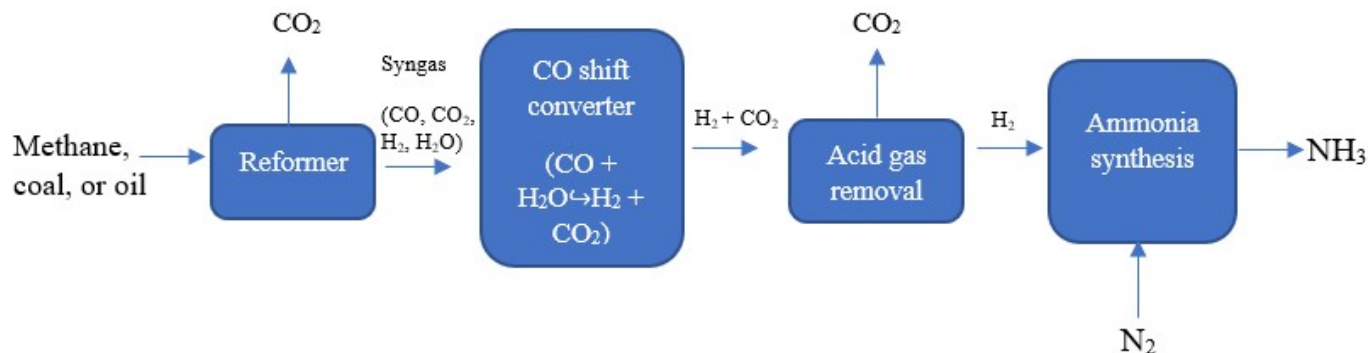 Methane,
coal, or oil
CO₂
Reformer
Syngas
(CO, CO₂,
H₂, H₂O)
CO shift
converter
(CO +
H₂O↪H₂ +
CO₂)
H₂ + CO₂
CO₂
Acid gas
removal
H₂
Ammonia
synthesis
NH₃
N₂